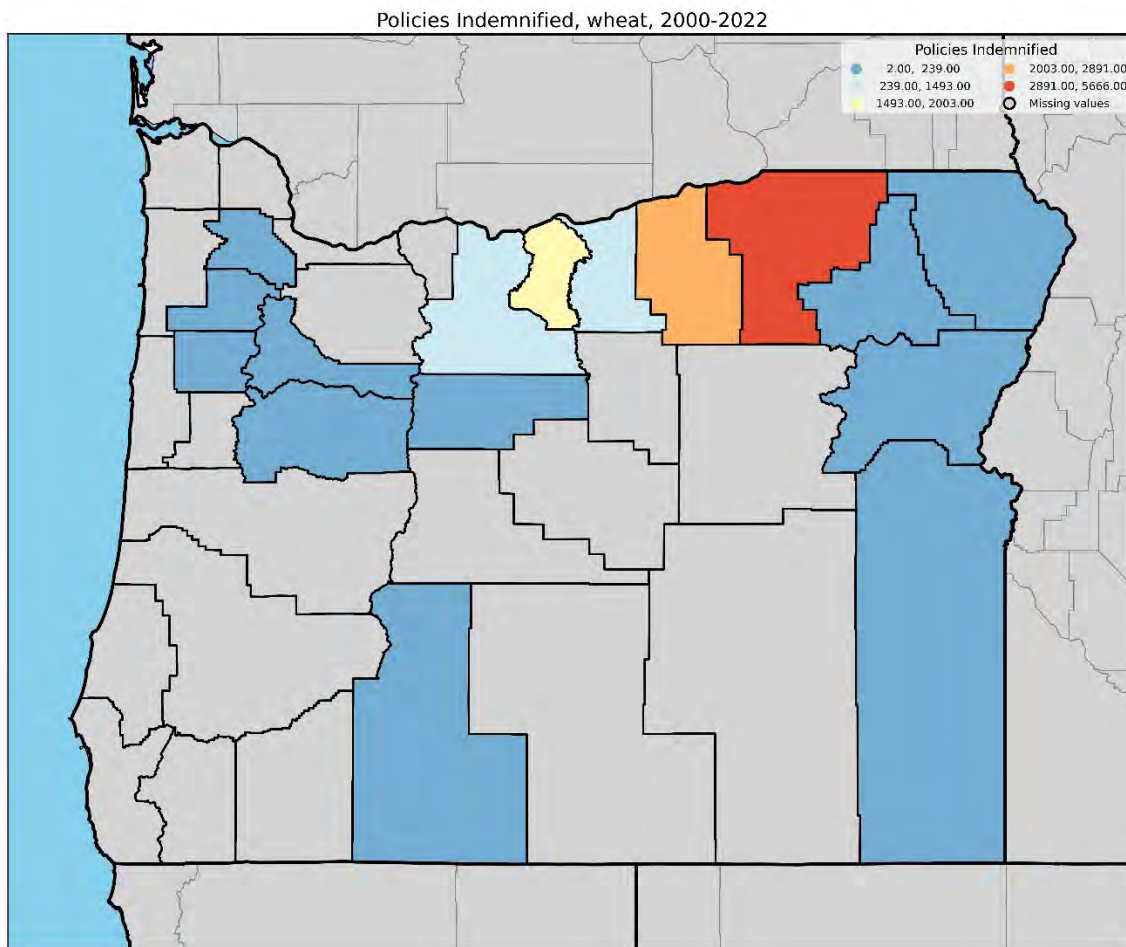 Policies Indemnified, wheat, 2000-2022
Policies Indemnified
2.00, 239.00
239.00, 1493.00
1493.00, 2003.00
2003.00, 2891.00
2891.00, 5666.00
Missing values